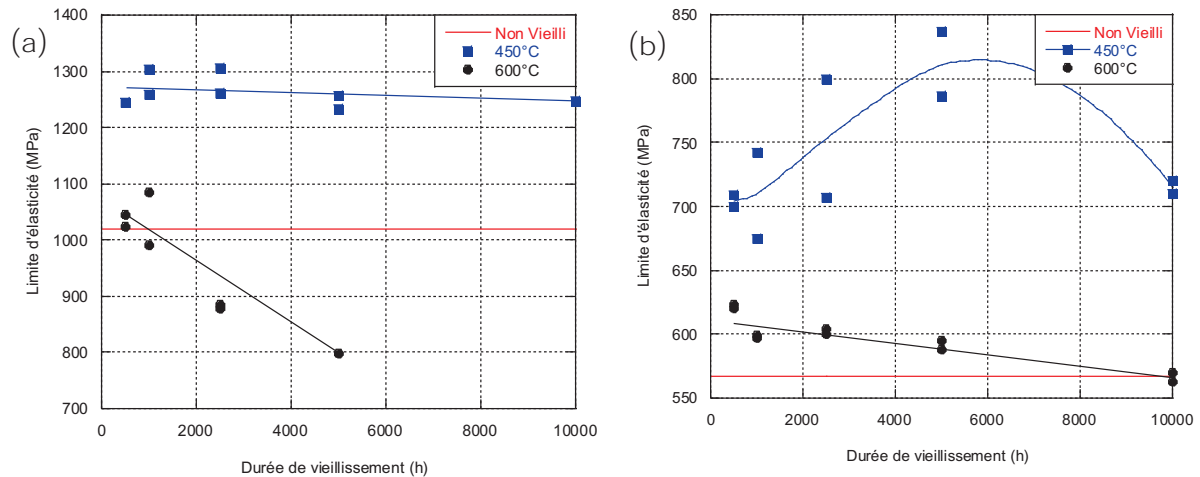 (a)
1400
1300
1200
1100
1000
900
800
700
0
2000
4000
6000
8000
10000
Limite d'élasticité (MPa)
Durée de vieillissement (h)
Non Vieilli
450°C
600°C
(b)
850
800
750
700
650
600
550
0
2000
4000
6000
8000
10000
Limite d'élasticité (MPa)
Durée de vieillissement (h)
Non Vieilli
450°C
600°C